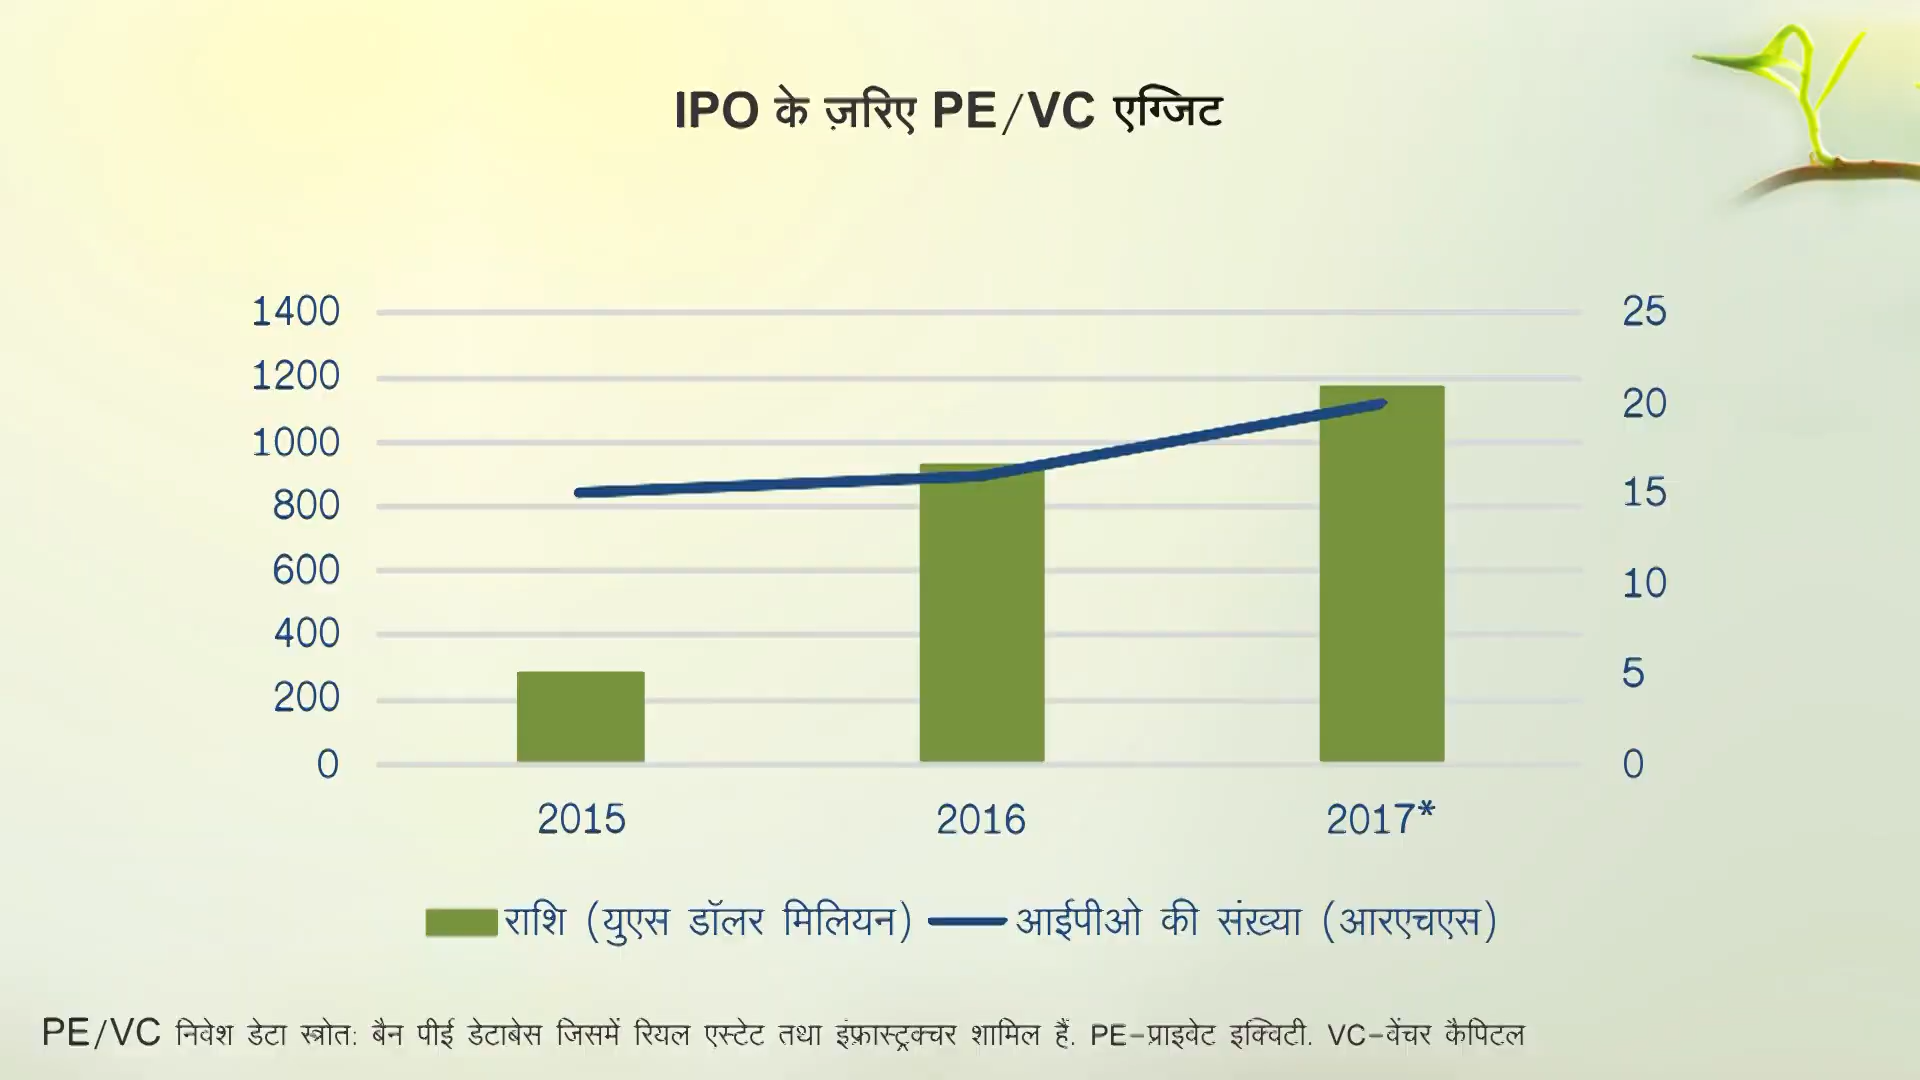 IPO के ज़रिए PE/VC एग्जिट
1400 25
1200
20
1000
800 15
600 10
400
200 5
0 0
2015 2016 2017*
राशि (युएस डॉलर मिलियन) आईपीओ की संख़्या (आरएचएस)
PE/VC निवेश डेटा स्त्रोत: बैन पीई डेटाबेस जिसमें रियल एस्टेट तथा इंफ़्रास्ट्रक्चर शामिल हैं. PE-प्राइवेट इक्विटी. VC-वेंचर कैपिटल